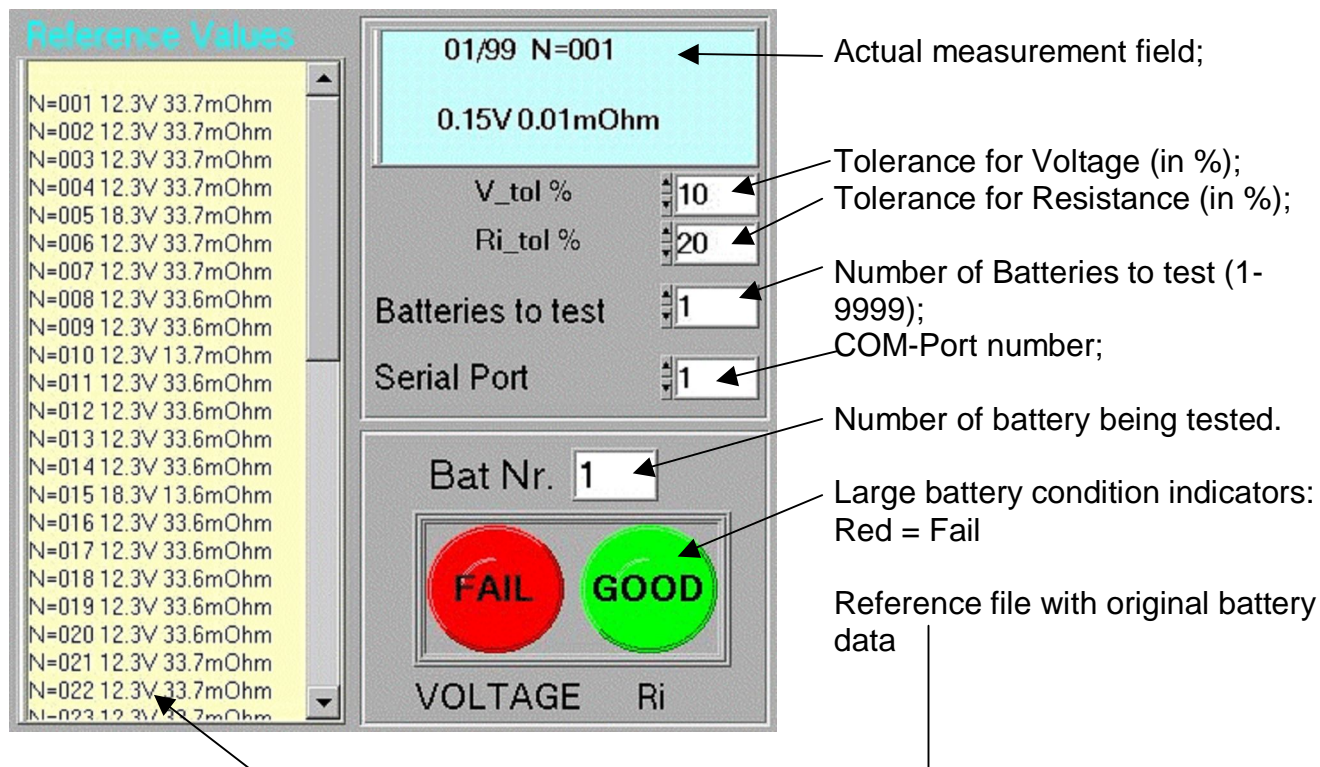 Reference Values
N=001 12.3V 33.7mOhm
N=002 12.3V 33.7mOhm
N=003 12.3V 33.7mOhm
N=004 12.3V 33.7mOhm
N=005 18.3V 33.7mOhm
N=006 12.3V 33.7mOhm
N=007 12.3V 33.7mOhm
N=008 12.3V 33.6mOhm
N=009 12.3V 33.6mOhm
N=010 12.3V 13.7mOhm
N=011 12.3V 33.6mOhm
N=012 12.3V 33.6mOhm
N=013 12.3V 33.6mOhm
N=014 12.3V 33.6mOhm
N=015 18.3V 13.6mOhm
N=016 12.3V 33.6mOhm
N=017 12.3V 33.6mOhm
N=018 12.3V 33.6mOhm
N=019 12.3V 33.6mOhm
N=020 12.3V 33.6mOhm
N=021 12.3V 33.7mOhm
N=022 12.3V 33.7mOhm
N=023 12.3V 33.7mOhm
01/99 N=001
0.15V 0.01mOhm
V_tol % 10
Ri_tol % 20
Batteries to test 1
Serial Port 1
Bat Nr. 1
FAIL GOOD
VOLTAGE Ri
Actual measurement field;
Tolerance for Voltage (in %);
Tolerance for Resistance (in %);
Number of Batteries to test (1-
9999);
COM-Port number;
Number of battery being tested.
Large battery condition indicators:
Red = Fail
Reference file with original battery
data